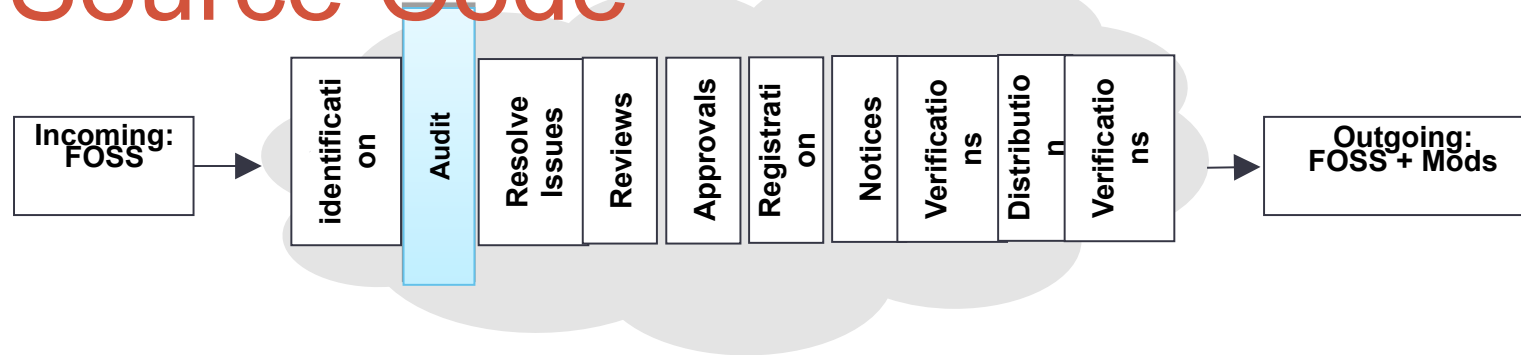 Source Code
Incoming:
FOSS
identificati
on
Audit
Resolve
Issues
Reviews
Approvals
Registrati
on
Notices
Verificatio
ns
Distributio
n
Verificatio
ns
Outgoing:
FOSS + Mods